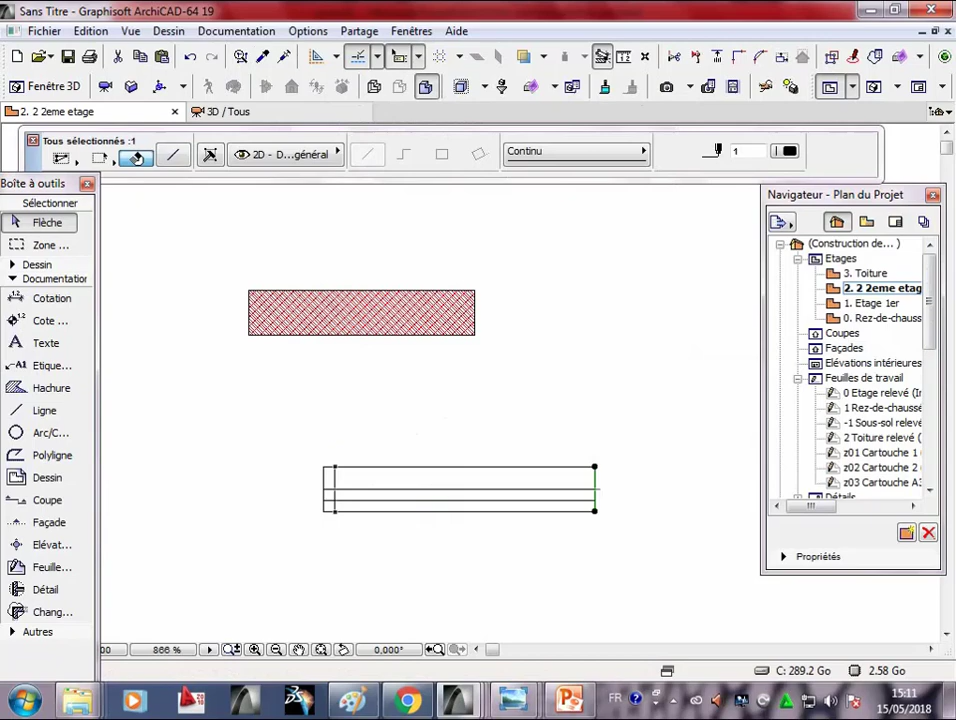 Sans Titre - Graphisoft ArchiCAD-64 19
Fichier Edition Vue Dessin Documentation Options Partage Fenêtres Aide
Fenêtre 3D
2. 2 2eme etage
3D / Tous
Tous sélectionnés :1
2D - D...général
Continu
1
Boîte à outils
Sélectionner
Flèche
Zone ...
Dessin
Documentation
Cotation
Cote ...
Texte
Etique...
Hachure
Ligne
Arc/C...
Polyligne
Dessin
Coupe
Façade
Elévat...
Feuille...
Détail
Chang...
Autres
Navigateur - Plan du Projet
(Construction de... )
Etages
3. Toiture
2. 2 2eme etag
1. Etage 1er
0. Rez-de-chauss
Coupes
Façades
Elévations intérieures
Feuilles de travail
0 Etage relevé (In
1 Rez-de-chaussé
-1 Sous-sol relevé
2 Toiture relevé (
z01 Cartouche 1
z02 Cartouche 2
z03 Cartouche A3
Détails
Propriétés
00
866 %
0,000°
C: 289.2 Go
2.58 Go
FR
15:11
15/05/2018